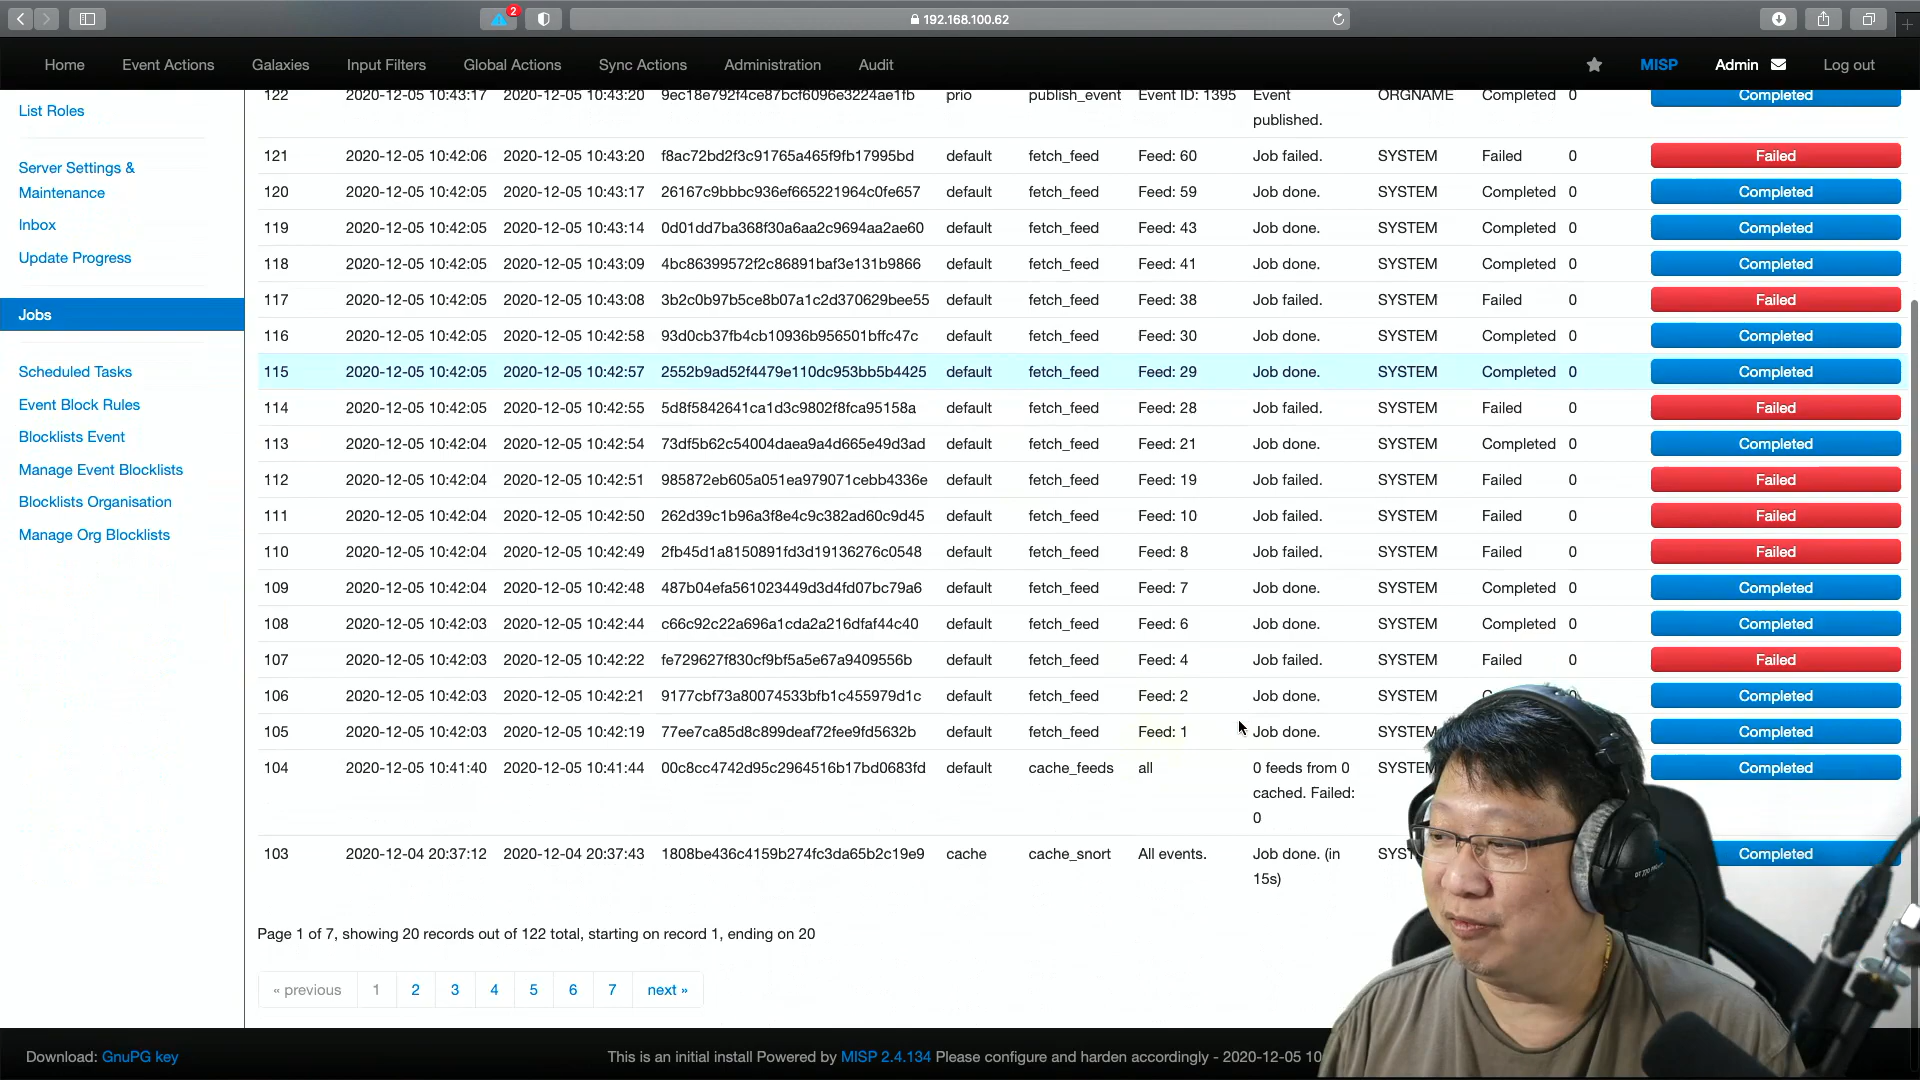 2
192.168.100.62
Home Event Actions Galaxies Input Filters Global Actions Sync Actions Administration Audit MISP Admin Log out
List Roles
Server Settings &
Maintenance
Inbox
Update Progress
Jobs
Scheduled Tasks
Event Block Rules
Blocklists Event
Manage Event Blocklists
Blocklists Organisation
Manage Org Blocklists
122 2020-12-05 10:43:17 2020-12-05 10:43:20 9ec18e792f4ce87bcf6096e3224ae1fb prio publish_event Event ID: 1395 Event ORGNAME Completed 0 Completed
published.
121 2020-12-05 10:42:06 2020-12-05 10:43:20 f8ac72bd2f3c91765a465f9fb17995bd default fetch_feed Feed: 60 Job failed. SYSTEM Failed 0 Failed
120 2020-12-05 10:42:05 2020-12-05 10:43:17 26167c9bbbc936ef665221964c0fe657 default fetch_feed Feed: 59 Job done. SYSTEM Completed 0 Completed
119 2020-12-05 10:42:05 2020-12-05 10:43:14 0d01dd7ba368f30a6aa2c9694aa2ae60 default fetch_feed Feed: 43 Job done. SYSTEM Completed 0 Completed
118 2020-12-05 10:42:05 2020-12-05 10:43:09 4bc86399572f2c86891baf3e131b9866 default fetch_feed Feed: 41 Job done. SYSTEM Completed 0 Completed
117 2020-12-05 10:42:05 2020-12-05 10:43:08 3b2c0b97b5ce8b07a1c2d370629bee55 default fetch_feed Feed: 38 Job failed. SYSTEM Failed 0 Failed
116 2020-12-05 10:42:05 2020-12-05 10:42:58 93d0cb37fb4cb10936b956501bffc47c default fetch_feed Feed: 30 Job done. SYSTEM Completed 0 Completed
115 2020-12-05 10:42:05 2020-12-05 10:42:57 2552b9ad52f4479e110dc953bb5b4425 default fetch_feed Feed: 29 Job done. SYSTEM Completed 0 Completed
114 2020-12-05 10:42:05 2020-12-05 10:42:55 5d8f5842641ca1d3c9802f8fca95158a default fetch_feed Feed: 28 Job failed. SYSTEM Failed 0 Failed
113 2020-12-05 10:42:04 2020-12-05 10:42:54 73df5b62c54004daea9a4d665e49d3ad default fetch_feed Feed: 21 Job done. SYSTEM Completed 0 Completed
112 2020-12-05 10:42:04 2020-12-05 10:42:51 985872eb605a051ea979071cebb4336e default fetch_feed Feed: 19 Job failed. SYSTEM Failed 0 Failed
111 2020-12-05 10:42:04 2020-12-05 10:42:50 262d39c1b96a3f8e4c9c382ad60c9d45 default fetch_feed Feed: 10 Job failed. SYSTEM Failed 0 Failed
110 2020-12-05 10:42:04 2020-12-05 10:42:49 2fb45d1a8150891fd3d19136276c0548 default fetch_feed Feed: 8 Job failed. SYSTEM Failed 0 Failed
109 2020-12-05 10:42:04 2020-12-05 10:42:48 487b04efa561023449d3d4fd07bc79a6 default fetch_feed Feed: 7 Job done. SYSTEM Completed 0 Completed
108 2020-12-05 10:42:03 2020-12-05 10:42:44 c66c92c22a696a1cda2a216dfaf44c40 default fetch_feed Feed: 6 Job done. SYSTEM Completed 0 Completed
107 2020-12-05 10:42:03 2020-12-05 10:42:22 fe729627f830cf9bf5a5e67a9409556b default fetch_feed Feed: 4 Job failed. SYSTEM Failed 0 Failed
106 2020-12-05 10:42:03 2020-12-05 10:42:21 9177cbf73a80074533bfb1c455979d1c default fetch_feed Feed: 2 Job done. SYSTEM Completed
105 2020-12-05 10:42:03 2020-12-05 10:42:19 77ee7ca85d8c899deaf72fee9fd5632b default fetch_feed Feed: 1 Job done. SYSTEM Completed
104 2020-12-05 10:41:40 2020-12-05 10:41:44 00c8cc4742d95c2964516b17bd0683fd default cache_feeds all 0 feeds from 0 SYSTEM Completed
cached. Failed:
0
103 2020-12-04 20:37:12 2020-12-04 20:37:43 1808be436c4159b274fc3da65b2c19e9 cache cache_snort All events. Job done. (in SYST Completed
15s)
Page 1 of 7, showing 20 records out of 122 total, starting on record 1, ending on 20
« previous 1 2 3 4 5 6 7 next »
Download: GnuPG key This is an initial install Powered by MISP 2.4.134 Please configure and harden accordingly - 2020-12-05 10